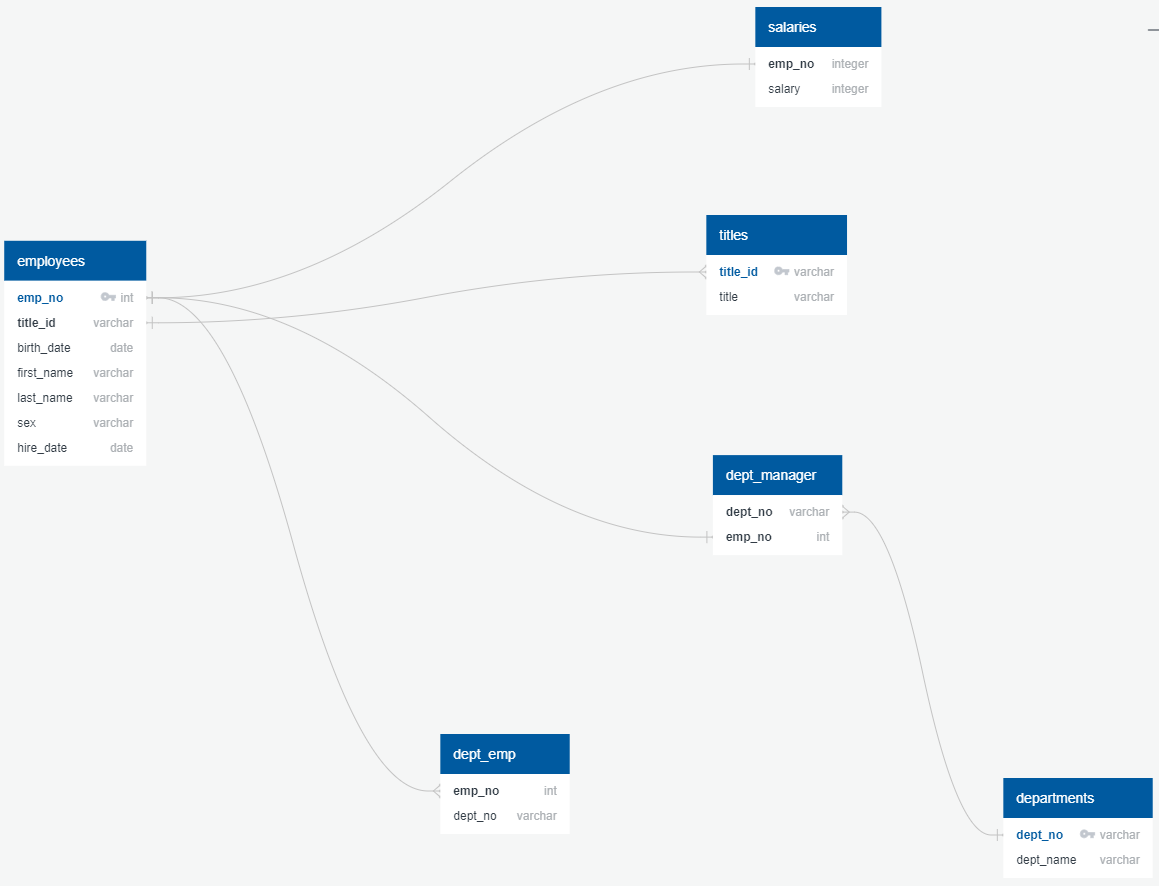 salaries
emp_no integer
salary integer
titles
title_id varchar
title varchar
employees
emp_no int
title_id varchar
birth_date date
first_name varchar
last_name varchar
sex varchar
hire_date date
dept_manager
dept_no varchar
emp_no int
dept_emp
emp_no int
dept_no varchar
departments
dept_no varchar
dept_name varchar